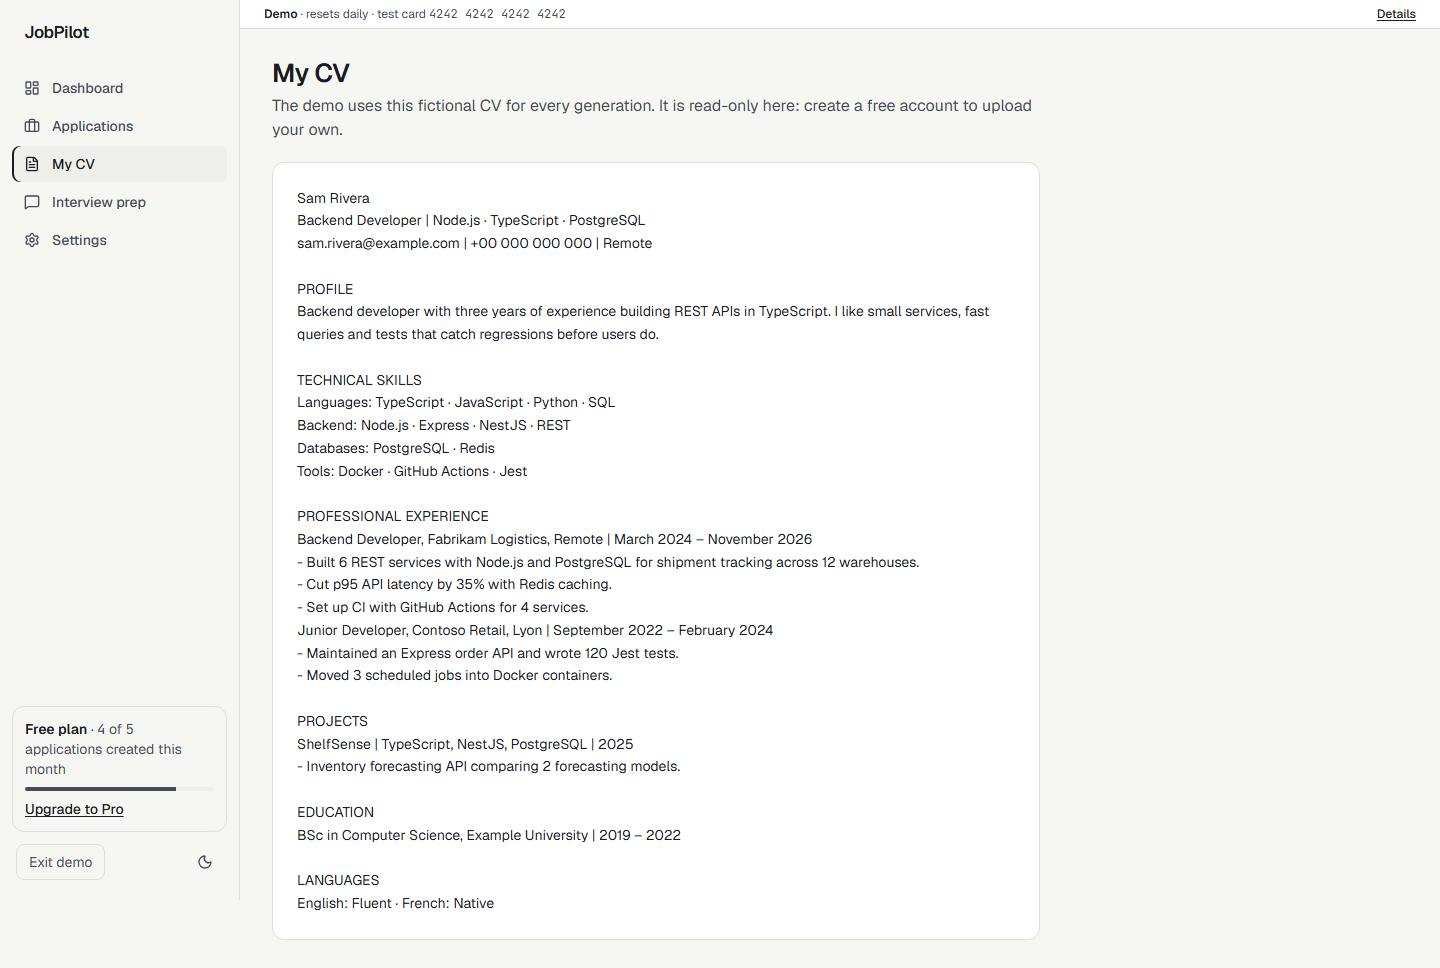 JobPilot
Dashboard
Applications
My CV
Interview prep
Settings
Free plan · 4 of 5
applications created this
month
Upgrade to Pro
Exit demo
Demo · resets daily · test card 4242 4242 4242 4242
Details
My CV
The demo uses this fictional CV for every generation. It is read-only here: create a free account to upload
your own.
Sam Rivera
Backend Developer | Node.js · TypeScript · PostgreSQL
sam.rivera@example.com | +00 000 000 000 | Remote
PROFILE
Backend developer with three years of experience building REST APIs in TypeScript. I like small services, fast
queries and tests that catch regressions before users do.
TECHNICAL SKILLS
Languages: TypeScript · JavaScript · Python · SQL
Backend: Node.js · Express · NestJS · REST
Databases: PostgreSQL · Redis
Tools: Docker · GitHub Actions · Jest
PROFESSIONAL EXPERIENCE
Backend Developer, Fabrikam Logistics, Remote | March 2024 – November 2026
- Built 6 REST services with Node.js and PostgreSQL for shipment tracking across 12 warehouses.
- Cut p95 API latency by 35% with Redis caching.
- Set up CI with GitHub Actions for 4 services.
Junior Developer, Contoso Retail, Lyon | September 2022 – February 2024
- Maintained an Express order API and wrote 120 Jest tests.
- Moved 3 scheduled jobs into Docker containers.
PROJECTS
ShelfSense | TypeScript, NestJS, PostgreSQL | 2025
- Inventory forecasting API comparing 2 forecasting models.
EDUCATION
BSc in Computer Science, Example University | 2019 – 2022
LANGUAGES
English: Fluent · French: Native